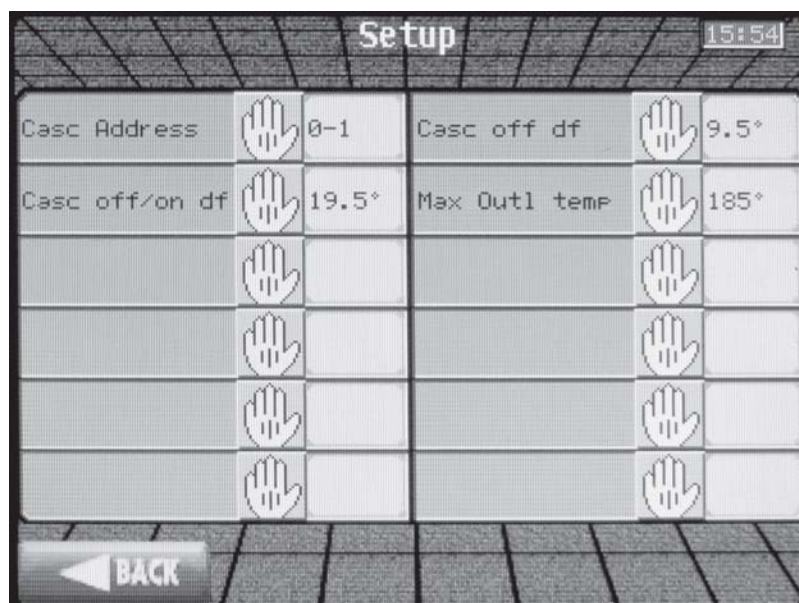 Setup
15:54
Casc Address 0-1 Casc off df 9.5°
Casc off/on df 19.5° Max Outl temp 185°
BACK